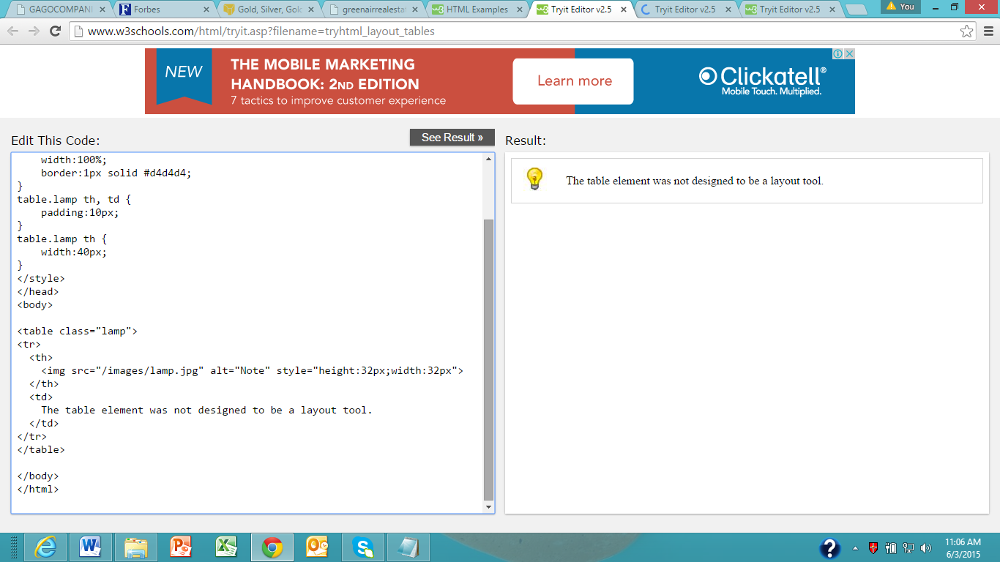 GAGOCOMPANI
Forbes
Gold, Silver, Gold
greenairrealestat
HTML Examples
Tryit Editor v2.5
Tryit Editor v2.5
Tryit Editor v2.5
You
www.w3schools.com/html/tryit.asp?filename=tryhtml_layout_tables
NEW
THE MOBILE MARKETING
HANDBOOK: 2ND EDITION
7 tactics to improve customer experience
Learn more
Clickatell®
Mobile Touch. Multiplied.
Edit This Code:
See Result »
    width:100%;
    border:1px solid #d4d4d4;
}
table.lamp th, td {
    padding:10px;
}
table.lamp th {
    width:40px;
}
</style>
</head>
<body>
<table class="lamp">
<tr>
  <th>
    <img src="/images/lamp.jpg" alt="Note" style="height:32px;width:32px">
  </th>
  <td>
    The table element was not designed to be a layout tool.
  </td>
</tr>
</table>
</body>
</html>
Result:
The table element was not designed to be a layout tool.
11:06 AM
6/3/2015